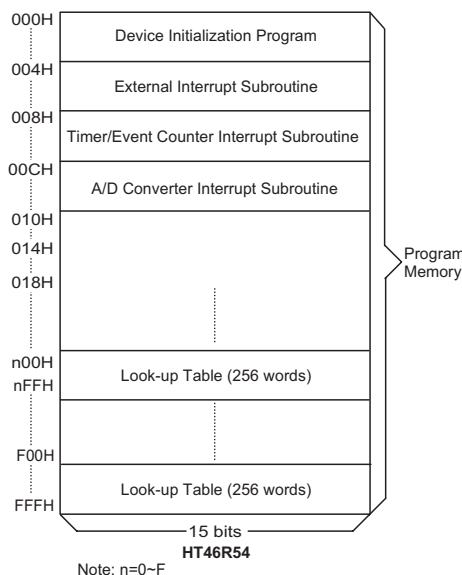 000H
Device Initialization Program
004H
External Interrupt Subroutine
008H
Timer/Event Counter Interrupt Subroutine
00CH
A/D Converter Interrupt Subroutine
010H
014H
018H
Program
Memory
n00H
Look-up Table (256 words)
nFFH
F00H
Look-up Table (256 words)
FFFH
15 bits
HT46R54
Note: n=0~F